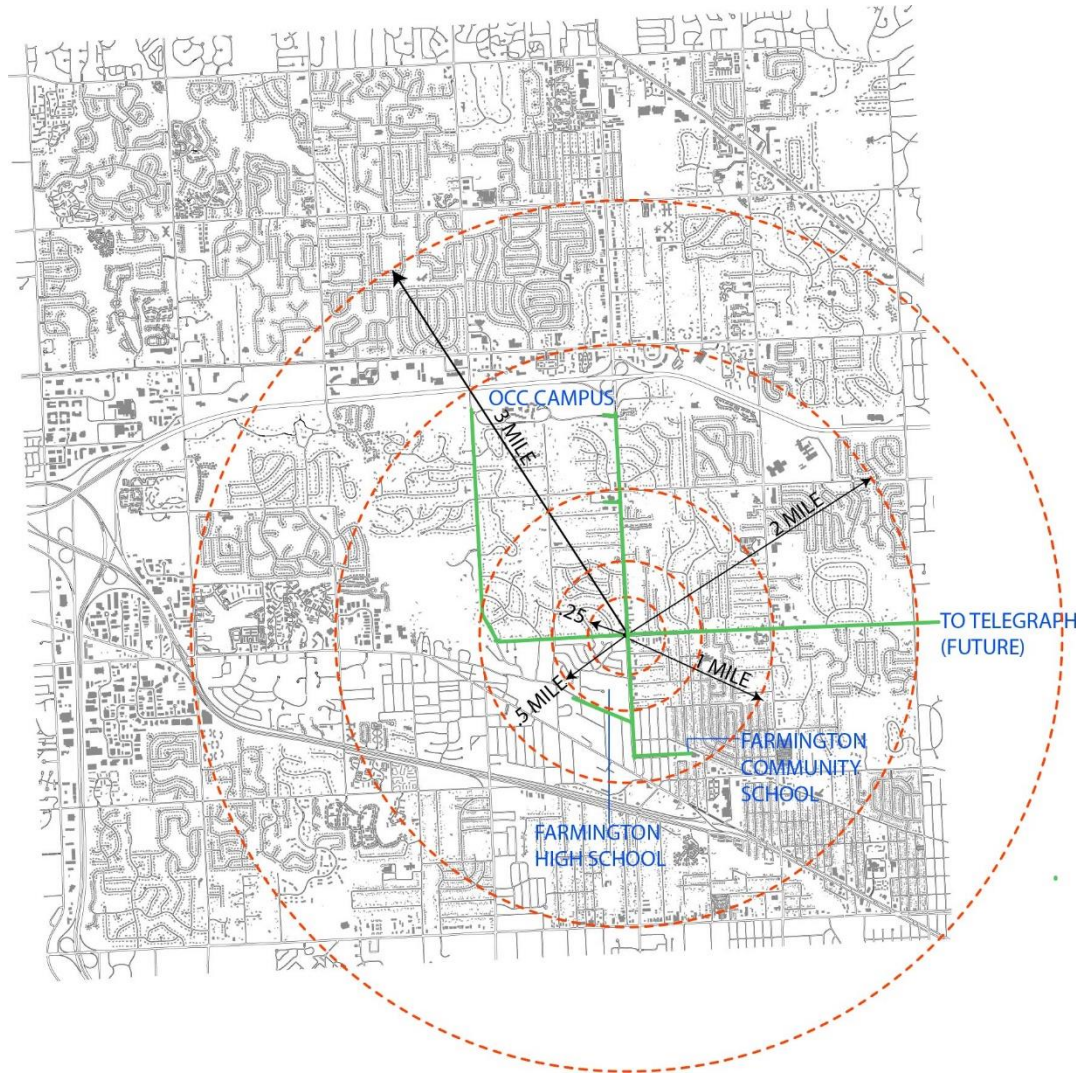 OCC CAMPUS
3 MILE
2 MILE
.25
TO TELEGRAPH
(FUTURE)
1 MILE
.5 MILE
FARMINGTON
COMMUNITY
SCHOOL
FARMINGTON
HIGH SCHOOL